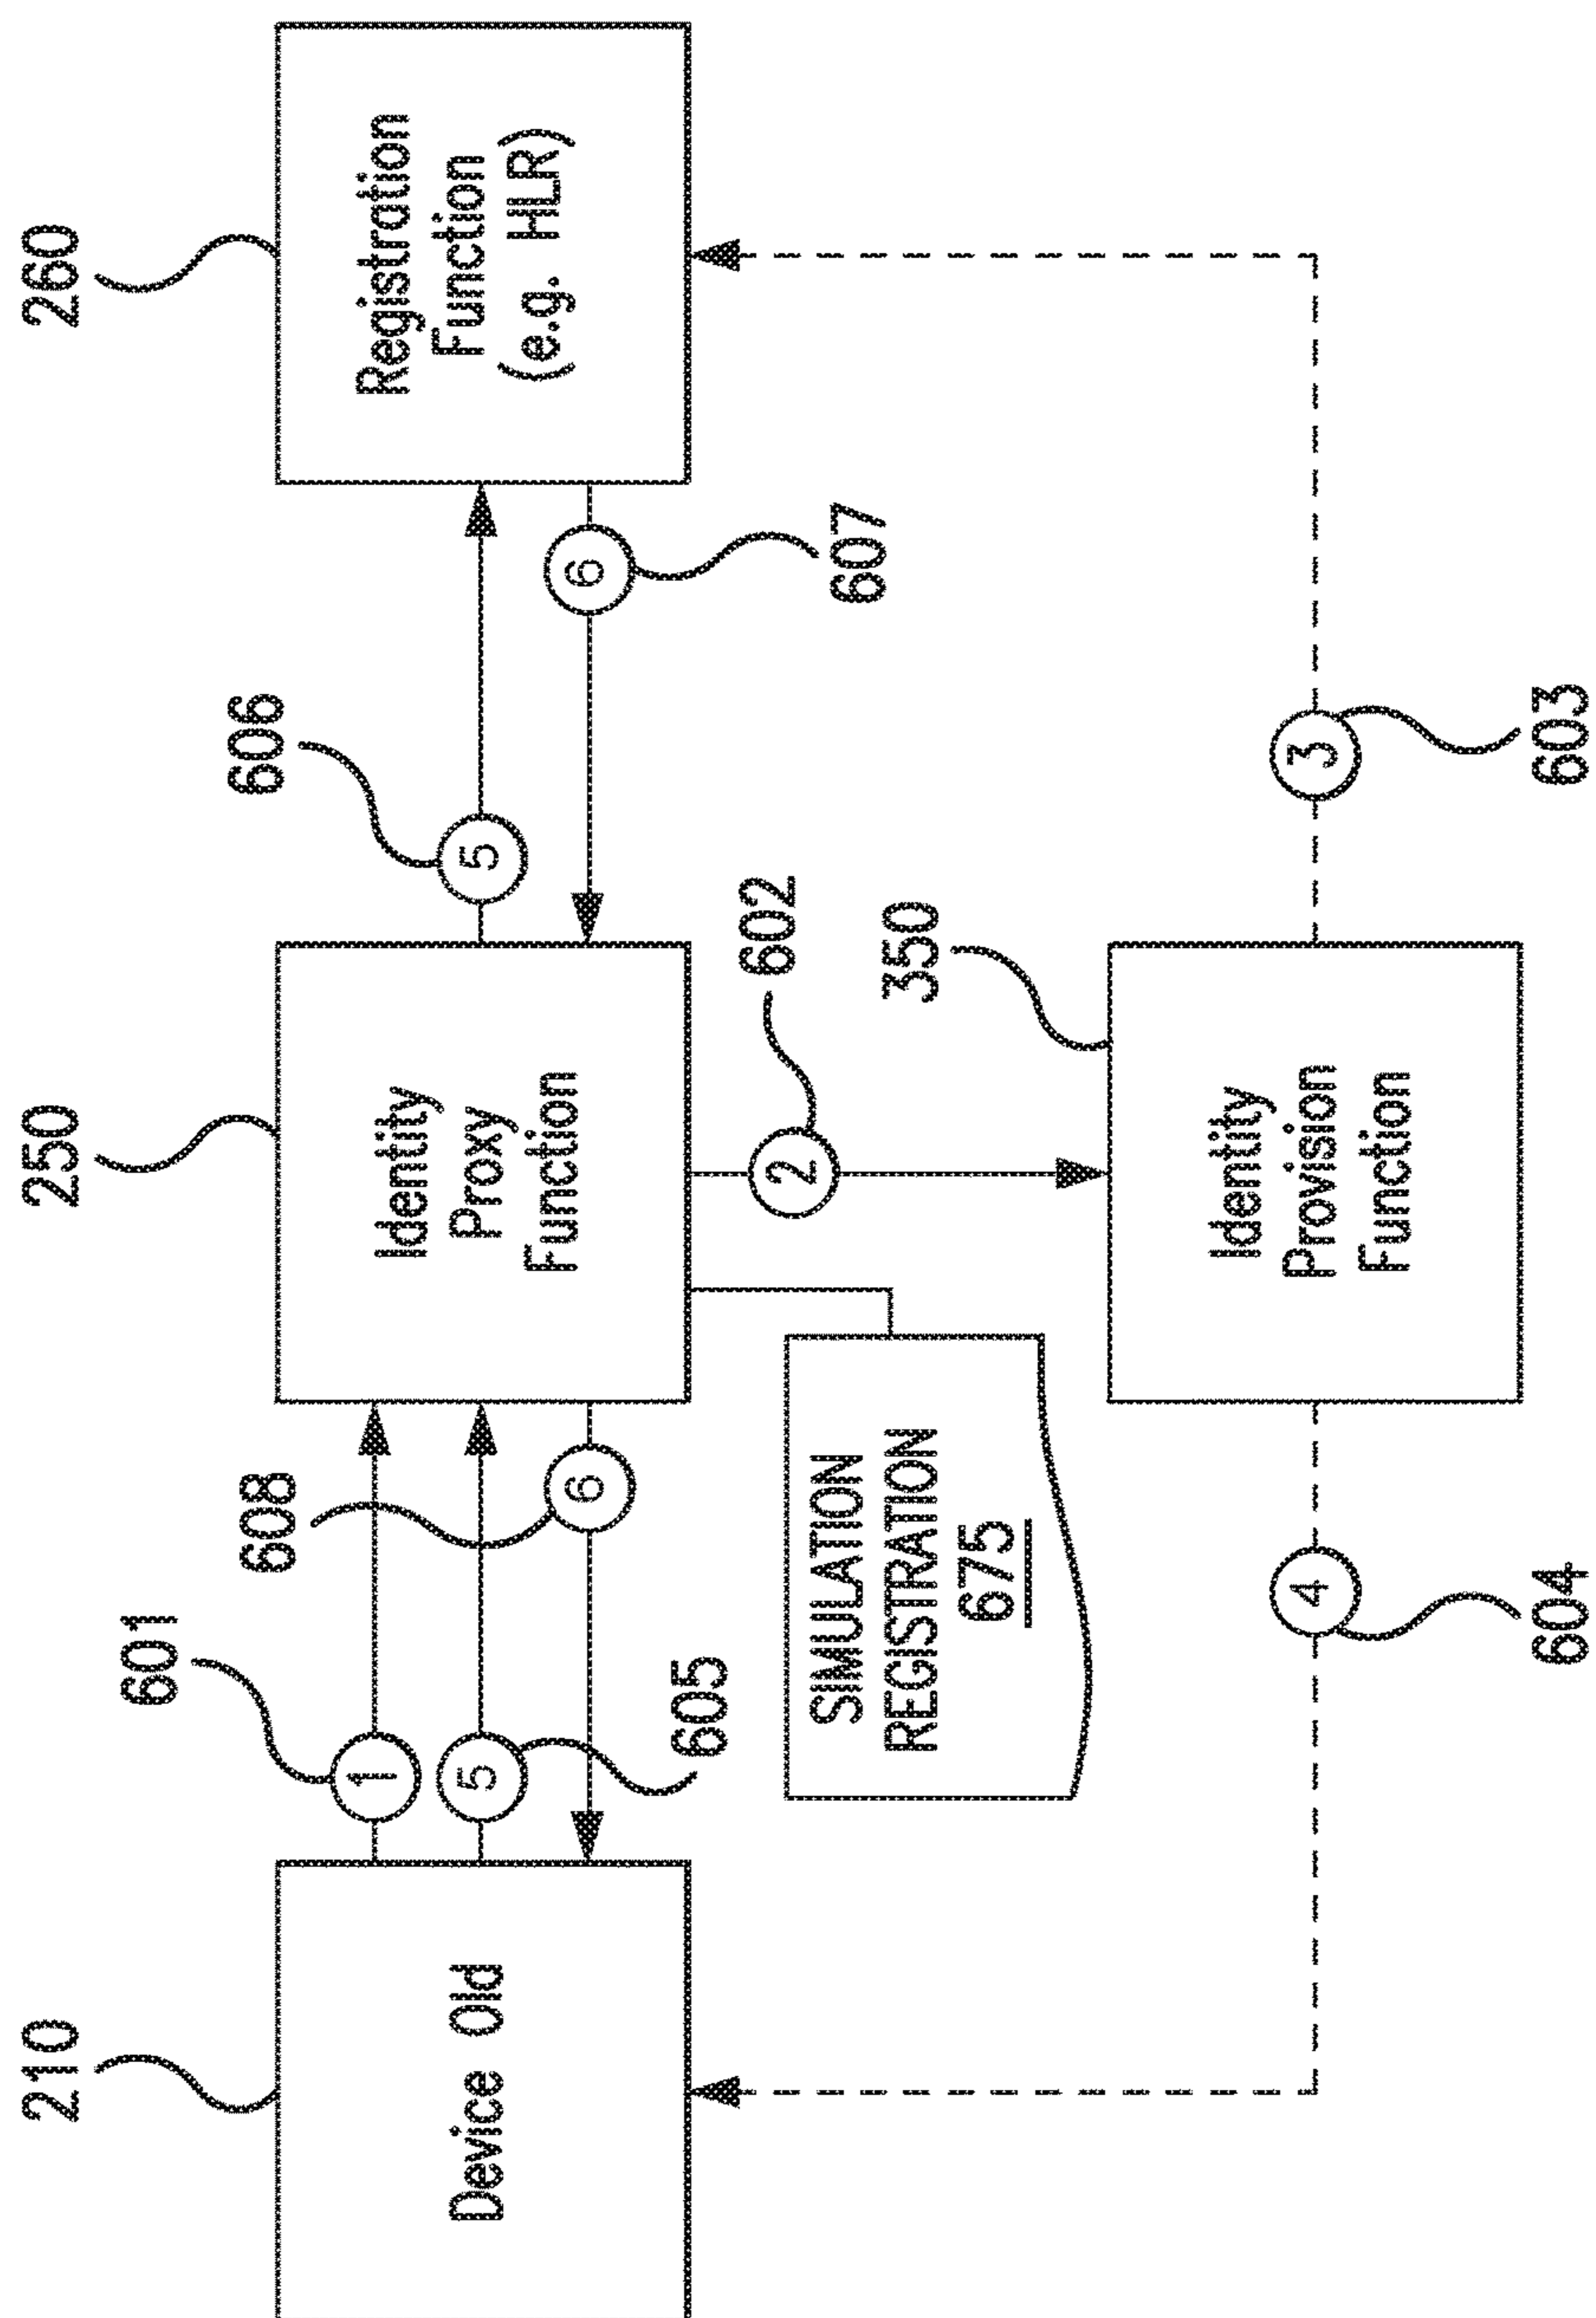 210
250
260
601
608
606
1
5
605
6
5
6
607
Device Old
Identity
Proxy
Function
Registration
Function
(e.g. HLR)
SIMULATION
REGISTRATION
675
2
602
350
Identity
Provision
Function
4
604
3
603